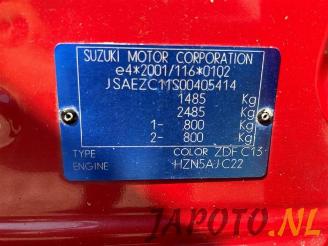 SUZUKI MOTOR CORPORATION
e4*2001/116*0102
JSAEZC11S00405414
1485 Kg
2485 Kg
1- 800 Kg
2- 800 Kg
TYPE COLOR ZDF C13
ENGINE HZN5AJC22
JAPOTO.NL